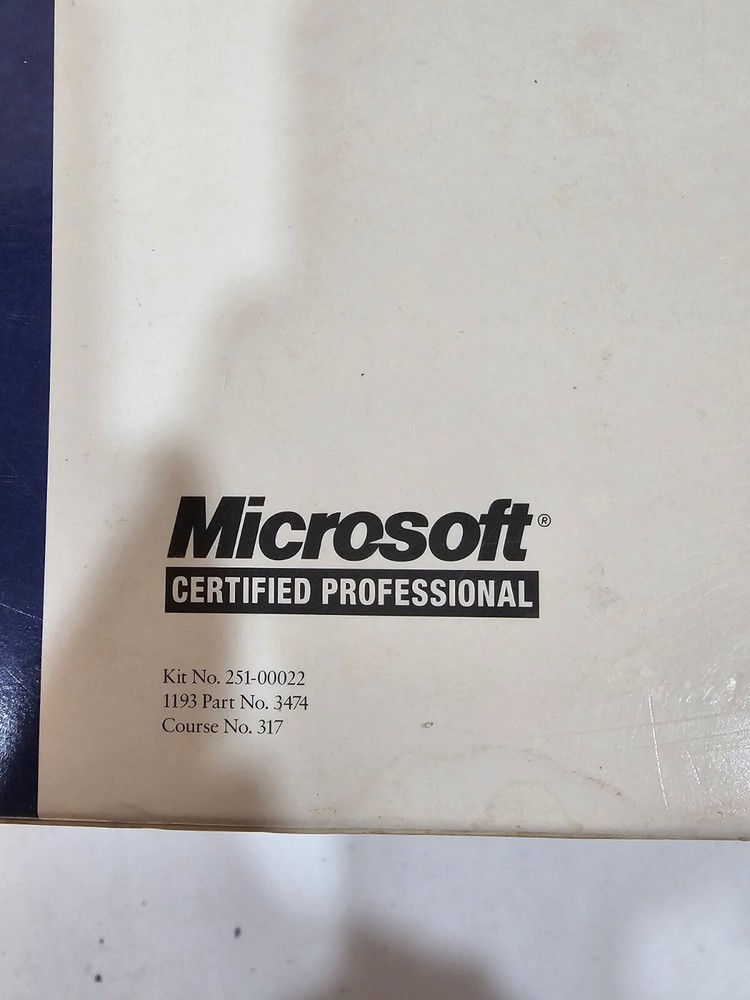 Microsoft®
CERTIFIED PROFESSIONAL
Kit No. 251-00022
1193 Part No. 3474
Course No. 317